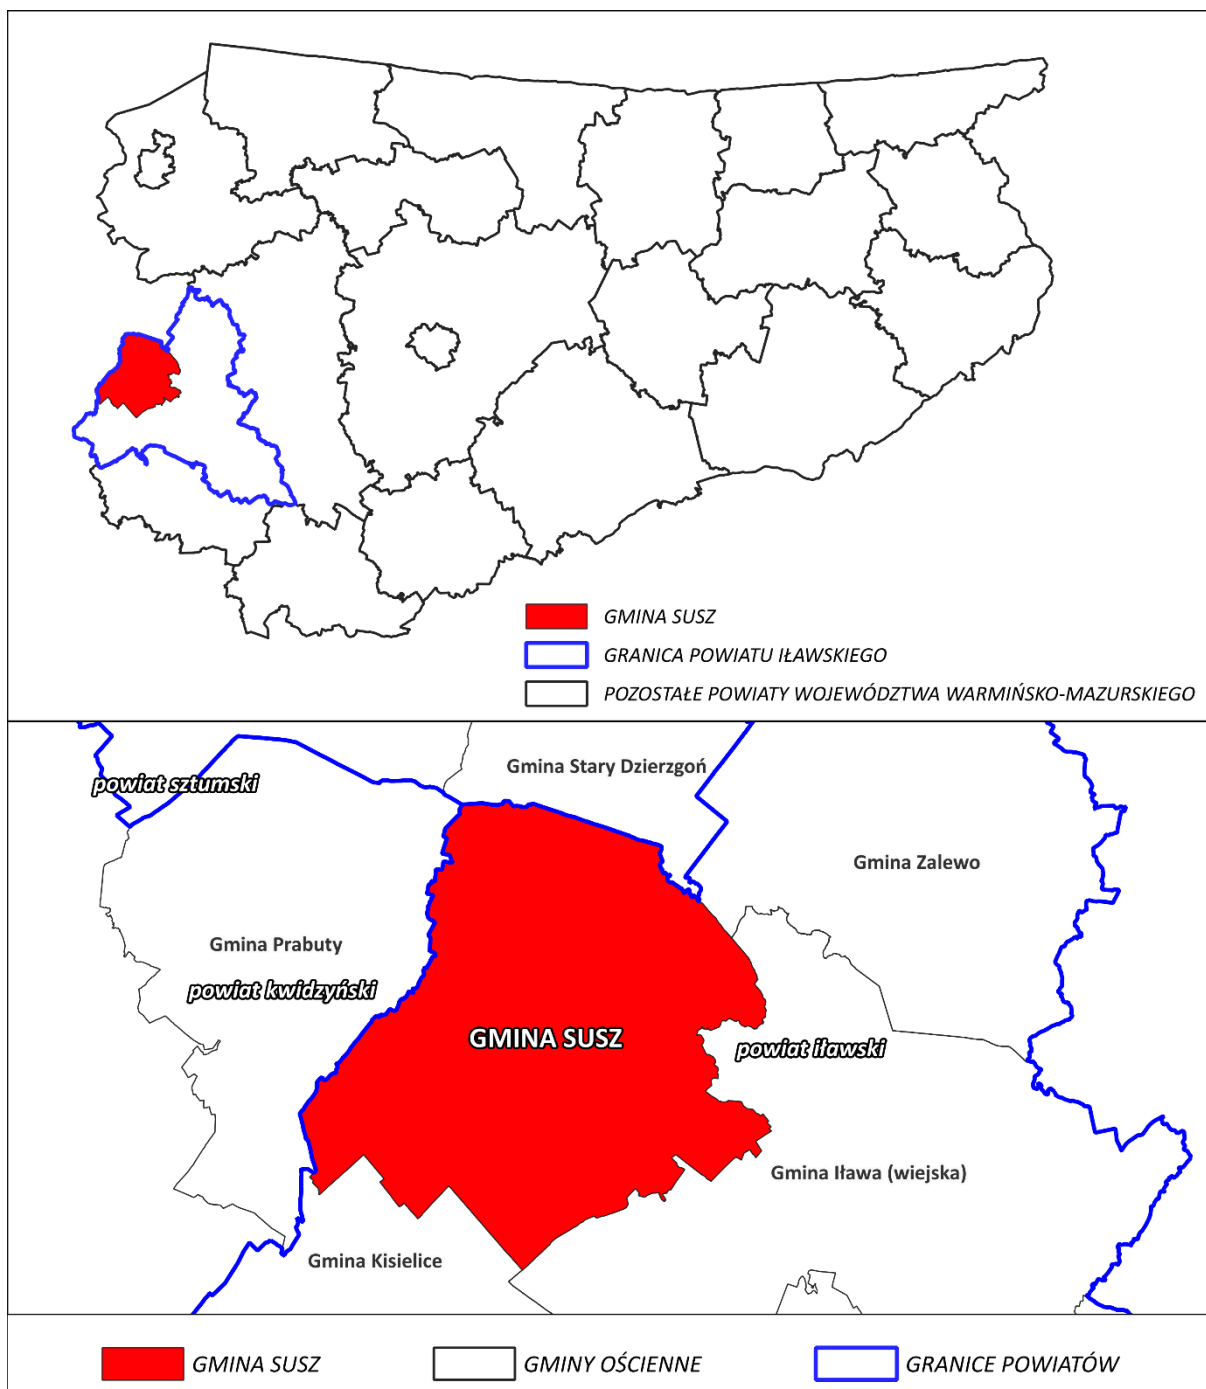 GMINA SUSZ
GRANICA POWIATU IŁAWSKIEGO
POZOSTAŁE POWIATY WOJEWÓDZTWA WARMIŃSKO-MAZURSKIEGO
Gmina Stary Dzierzgoń
powiat sztumski
Gmina Zalewo
Gmina Prabuty
powiat kwidzyński
GMINA SUSZ
powiat iławski
Gmina Iława (wiejska)
Gmina Kisielice
GMINA SUSZ
GMINY OŚCIENNE
GRANICE POWIATÓW